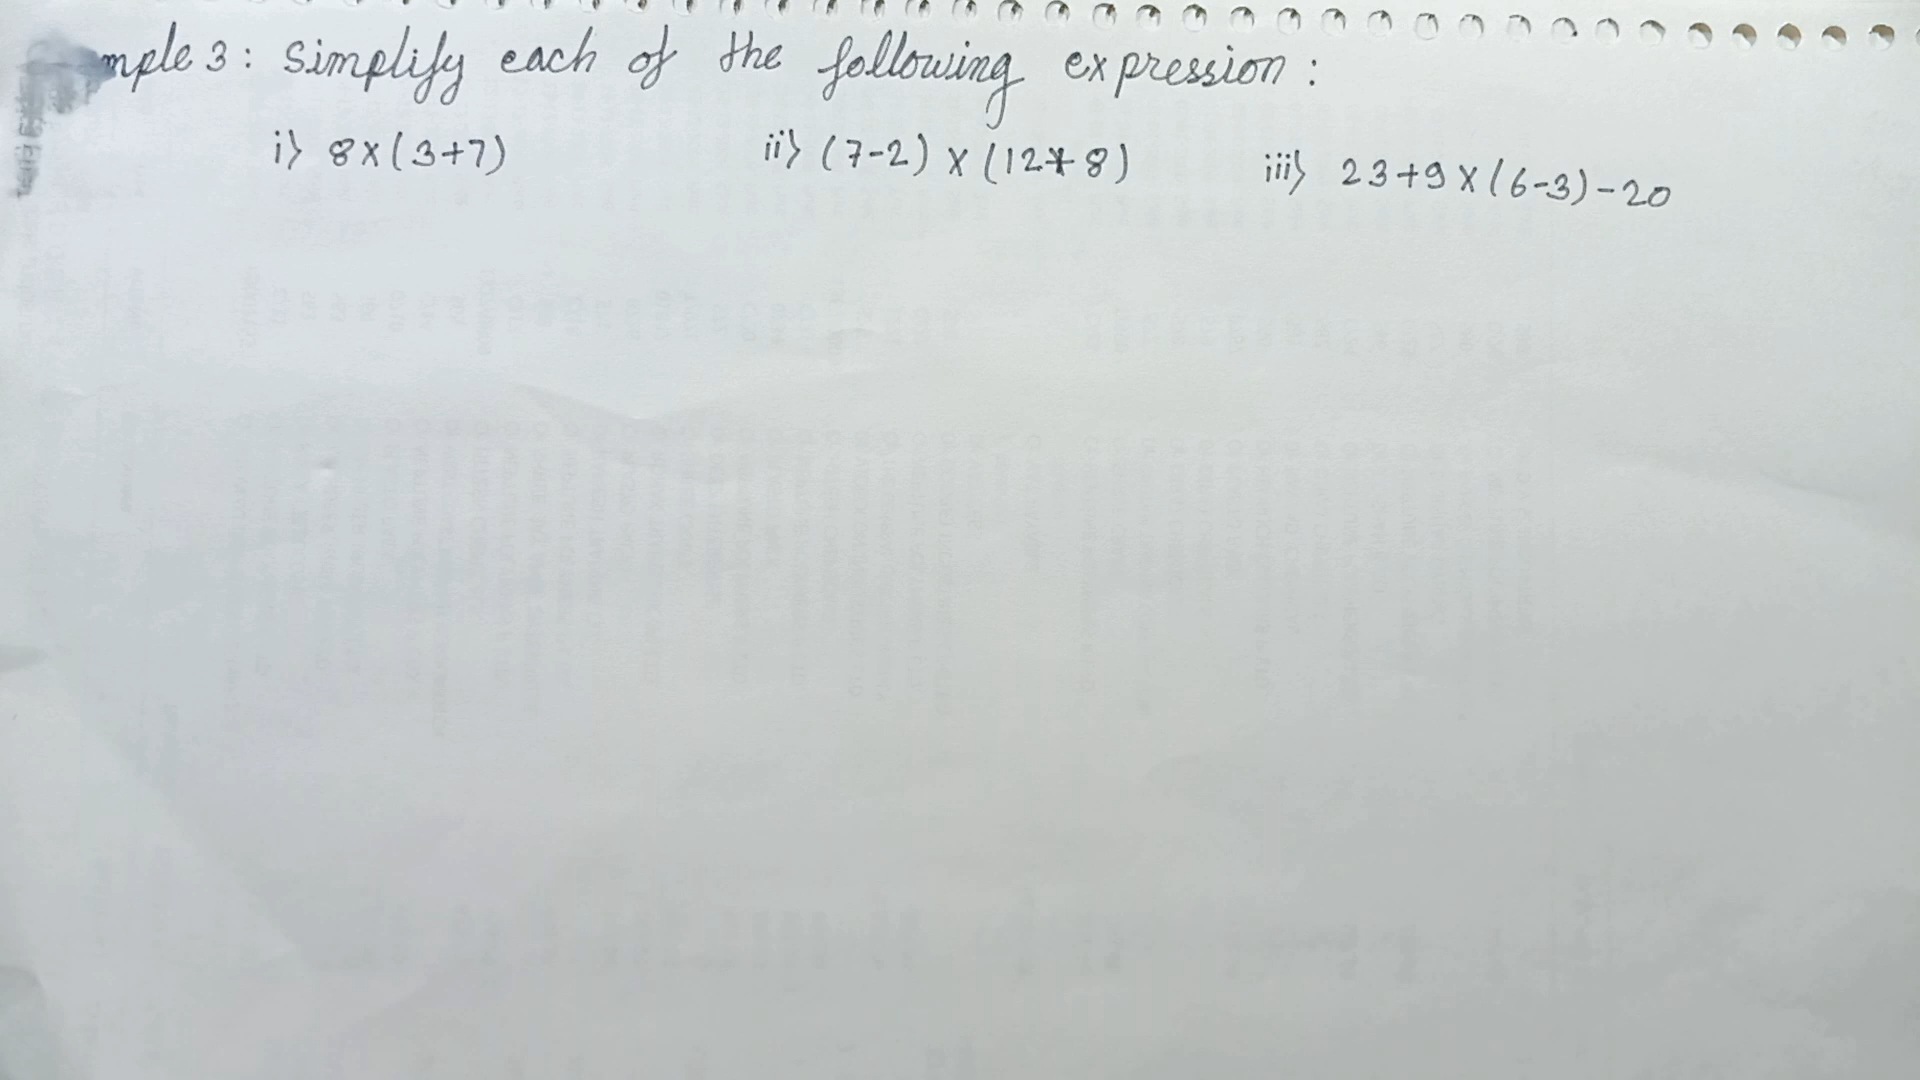 mple 3 : Simplify each of the following expression :
i) 8×(3+7) ii) (7-2) × (12+8) iii) 23+9×(6-3)-20